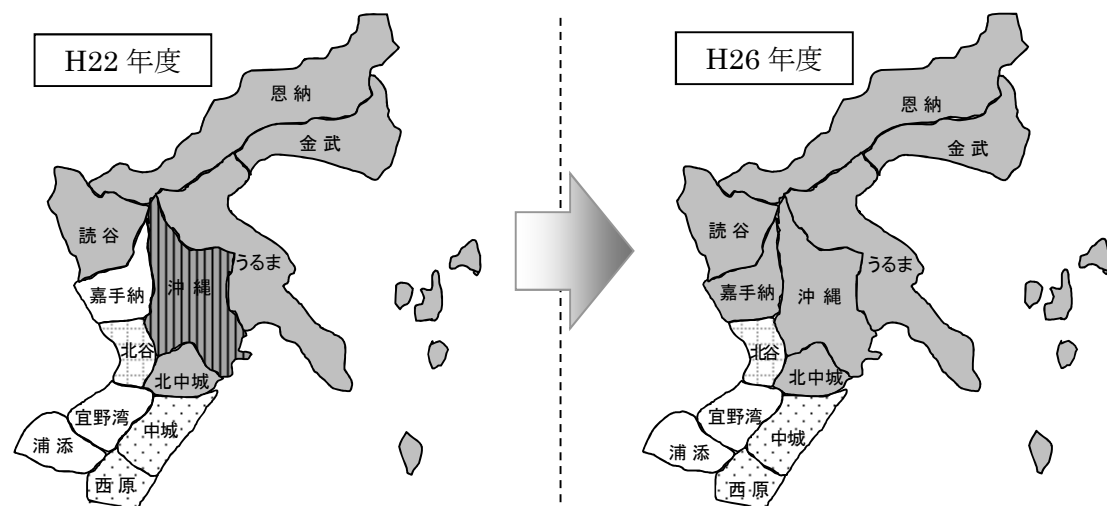 H22 年度
恩 納
金 武
読 谷
うるま
嘉手納
沖 縄
北谷
北中城
宜野湾
中城
浦 添
西 原
H26 年度
恩 納
金 武
読 谷
うるま
嘉手納
沖 縄
北谷
北中城
宜野湾
中城
浦 添
西 原